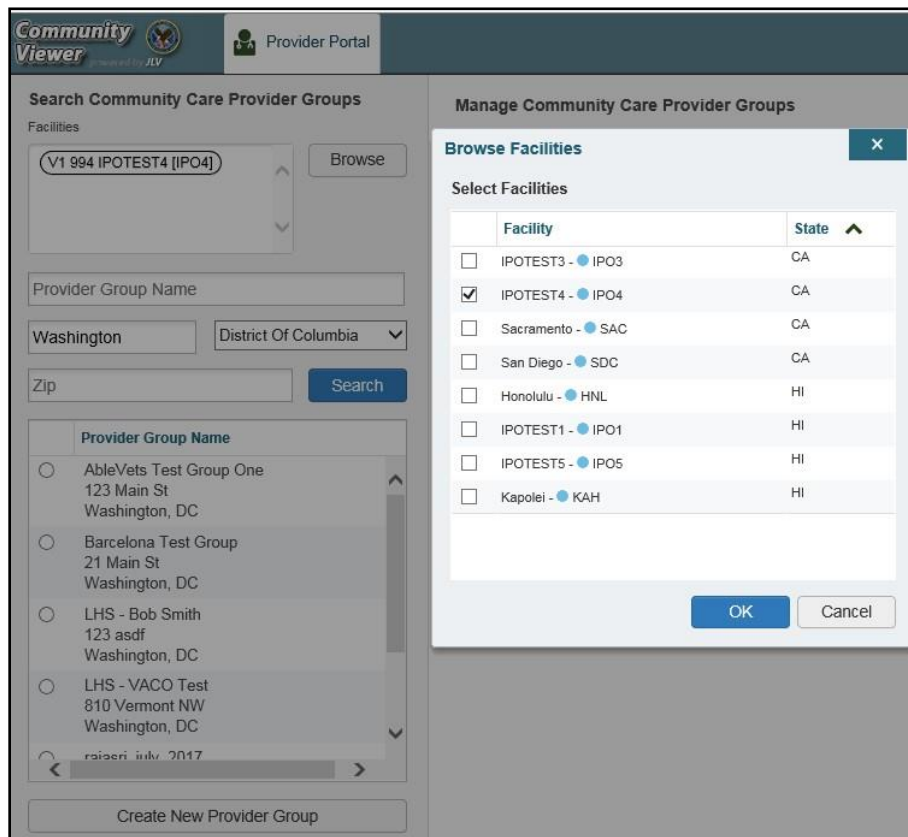 Community
Viewer powered by JLV
Provider Portal
Search Community Care Provider Groups
Facilities
V1 994 IPOTEST4 [IPO4]
Browse
Provider Group Name
Washington
District Of Columbia
Zip
Search
Provider Group Name
AbleVets Test Group One
123 Main St
Washington, DC
Barcelona Test Group
21 Main St
Washington, DC
LHS - Bob Smith
123 asdf
Washington, DC
LHS - VACO Test
810 Vermont NW
Washington, DC
rajasri_july_2017
Create New Provider Group
Manage Community Care Provider Groups
Browse Facilities
Select Facilities
Facility State
IPOTEST3 - IPO3 CA
IPOTEST4 - IPO4 CA
Sacramento - SAC CA
San Diego - SDC CA
Honolulu - HNL HI
IPOTEST1 - IPO1 HI
IPOTEST5 - IPO5 HI
Kapolei - KAH HI
OK Cancel